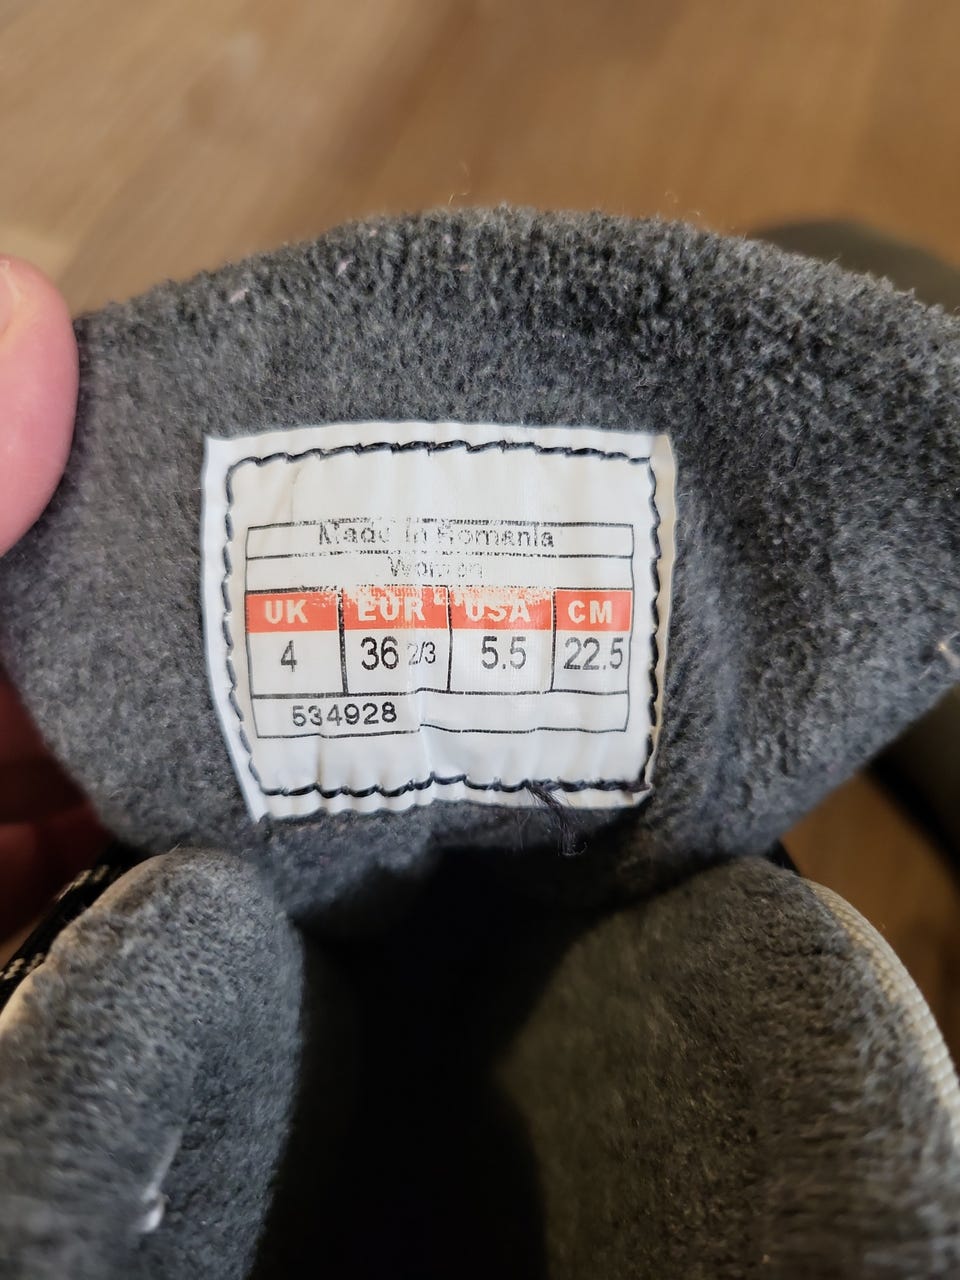 Made in Romania
Women
UK EUR USA CM
4 36 2/3 5.5 22.5
534928